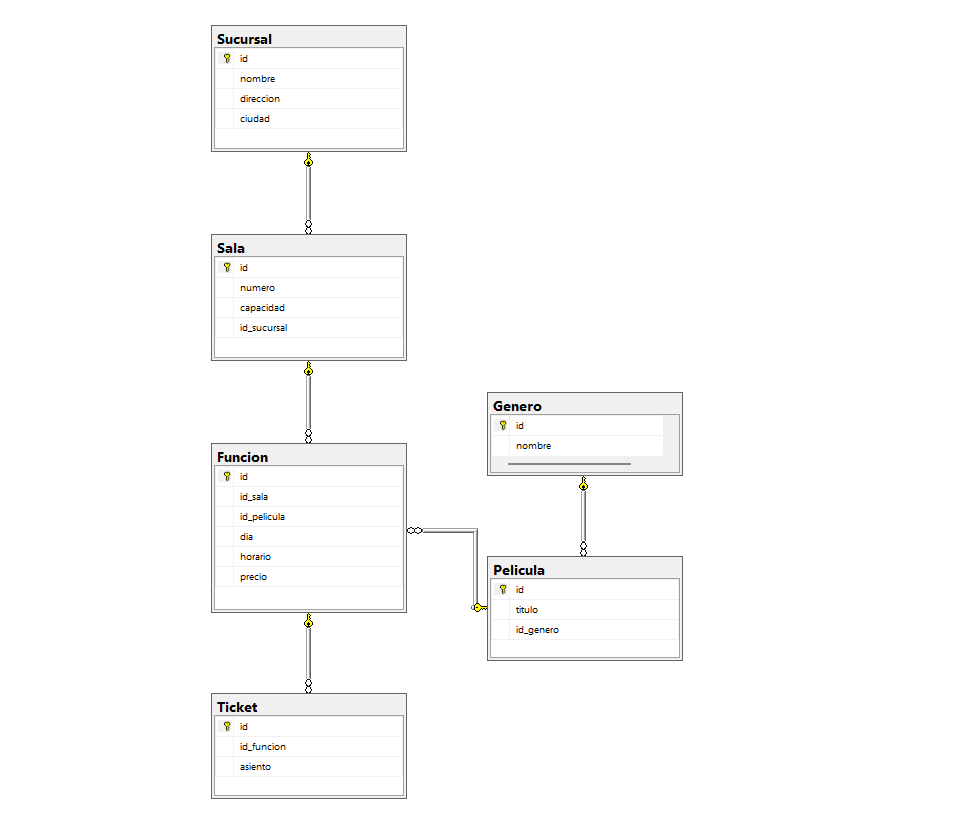 Sucursal
id
nombre
direccion
ciudad
Sala
id
numero
capacidad
id_sucursal
Funcion
id
id_sala
id_pelicula
dia
horario
precio
Genero
id
nombre
Pelicula
id
titulo
id_genero
Ticket
id
id_funcion
asiento